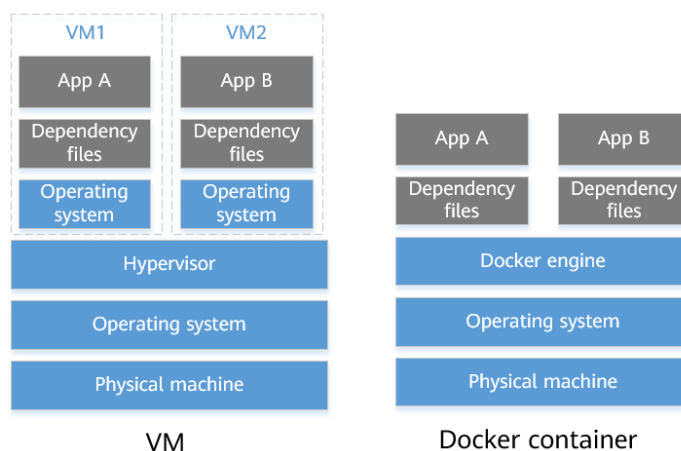 VM1
App A
Dependency
files
Operating
system
VM2
App B
Dependency
files
Operating
system
Hypervisor
Operating system
Physical machine
VM
App A
Dependency
files
App B
Dependency
files
Docker engine
Operating system
Physical machine
Docker container